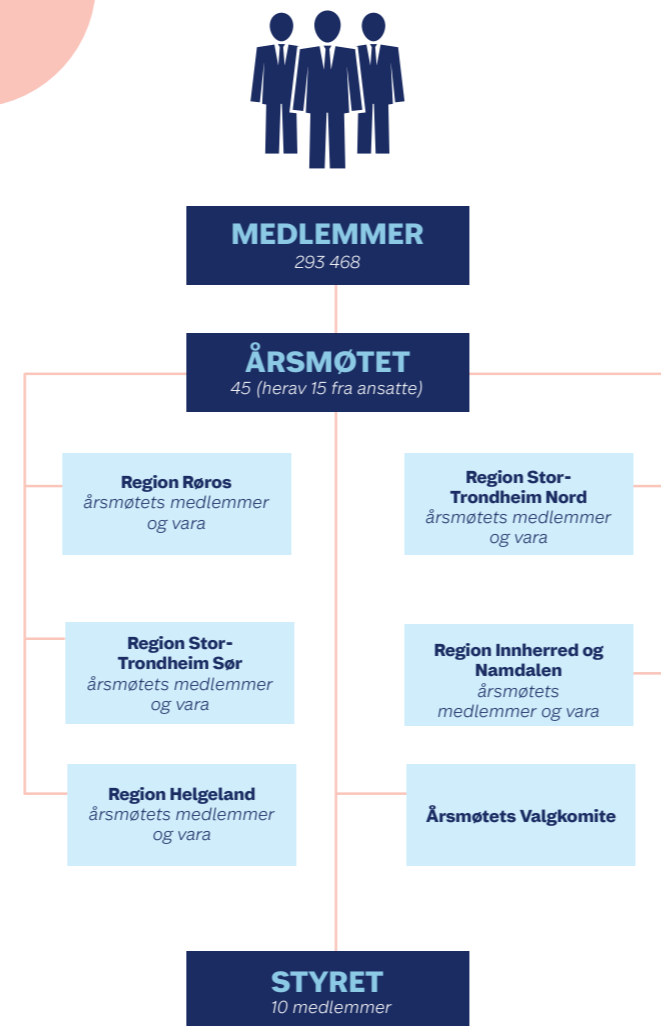 MEDLEMMER
293 468
ÅRSMØTET
45 (herav 15 fra ansatte)
Region Røros
årsmøtets medlemmer
og vara
Region Stor-
Trondheim Nord
årsmøtets medlemmer
og vara
Region Stor-
Trondheim Sør
årsmøtets medlemmer
og vara
Region Innherred og
Namdalen
årsmøtets
medlemmer og vara
Region Helgeland
årsmøtets medlemmer
og vara
Årsmøtets Valgkomite
STYRET
10 medlemmer